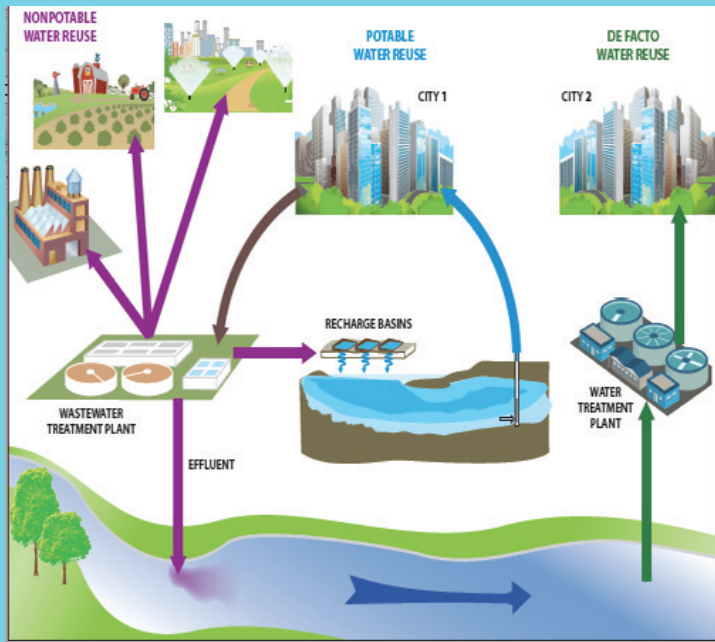 NONPOTABLE
WATER REUSE
POTABLE
WATER REUSE
DE FACTO
WATER REUSE
CITY 1
CITY 2
RECHARGE BASINS
WASTEWATER
TREATMENT PLANT
WATER
TREATMENT
PLANT
EFFLUENT